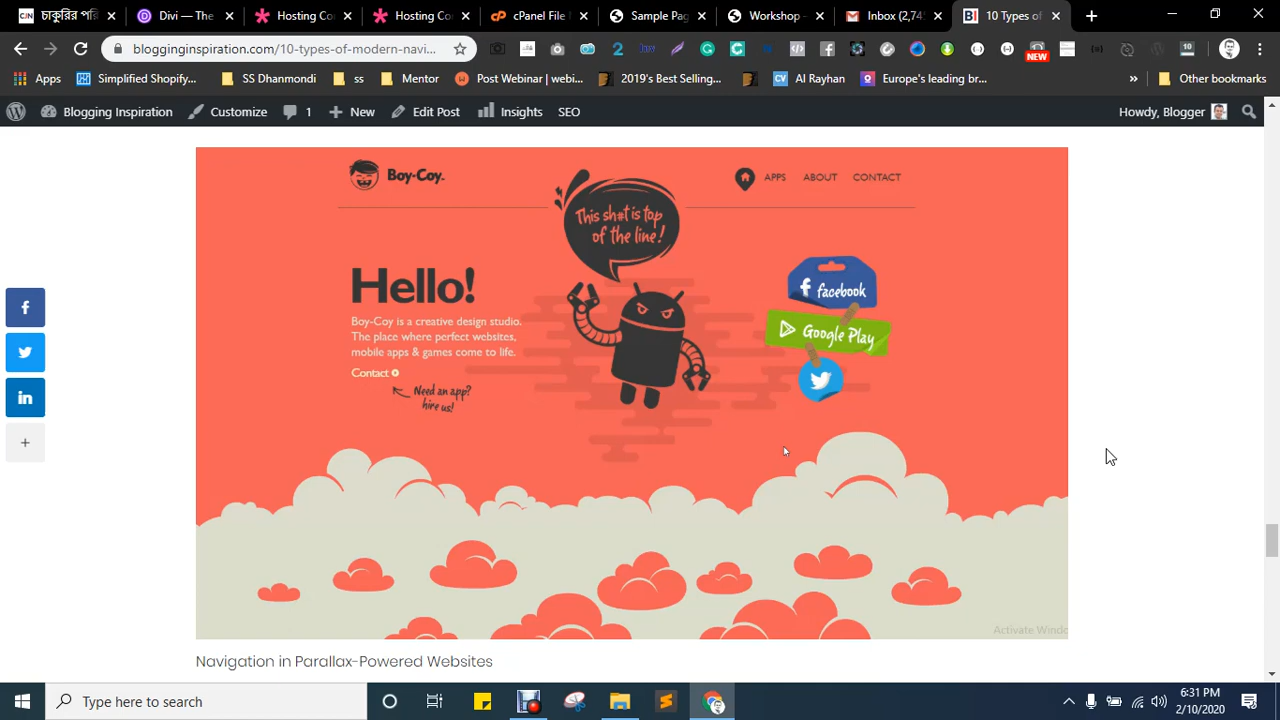 চাকুরির পরি
Divi — The
Hosting Co
Hosting Co
cPanel File
Sample Pag
Workshop -
Inbox (2,74
10 Types of
blogginginspiration.com/10-types-of-modern-navi...
NEW
10
Apps
Simplified Shopify...
SS Dhanmondi
ss
Mentor
Post Webinar | webi...
2019's Best Selling...
CV Al Rayhan
Europe's leading br...
»
Other bookmarks
Blogging Inspiration
Customize
1
New
Edit Post
Insights
SEO
Howdy, Blogger
Boy-Coy.
APPS ABOUT CONTACT
This sh#t is top
of the line!
Hello!
Boy-Coy is a creative design studio.
The place where perfect websites,
mobile apps & games come to life.
Contact
Need an app?
hire us!
facebook
Google Play
Activate Windo
Navigation in Parallax-Powered Websites
Type here to search
6:31 PM
2/10/2020